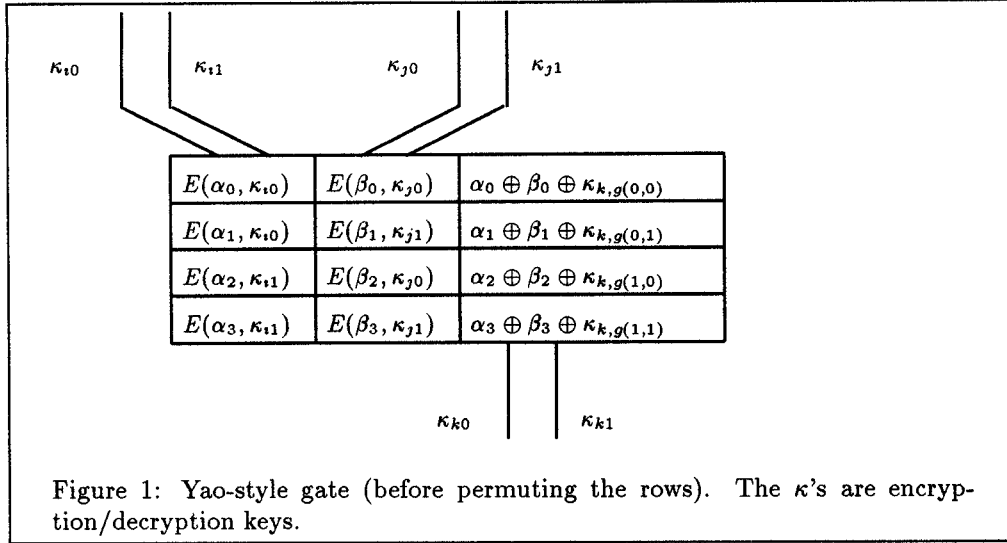 κ_{i0} κ_{i1} κ_{j0} κ_{j1}
E(α_0, κ_{i0}) E(β_0, κ_{j0}) α_0 ⊕ β_0 ⊕ κ_{k,g(0,0)}
E(α_1, κ_{i0}) E(β_1, κ_{j1}) α_1 ⊕ β_1 ⊕ κ_{k,g(0,1)}
E(α_2, κ_{i1}) E(β_2, κ_{j0}) α_2 ⊕ β_2 ⊕ κ_{k,g(1,0)}
E(α_3, κ_{i1}) E(β_3, κ_{j1}) α_3 ⊕ β_3 ⊕ κ_{k,g(1,1)}
κ_{k0} κ_{k1}
Figure 1: Yao-style gate (before permuting the rows). The κ's are encryp-
tion/decryption keys.